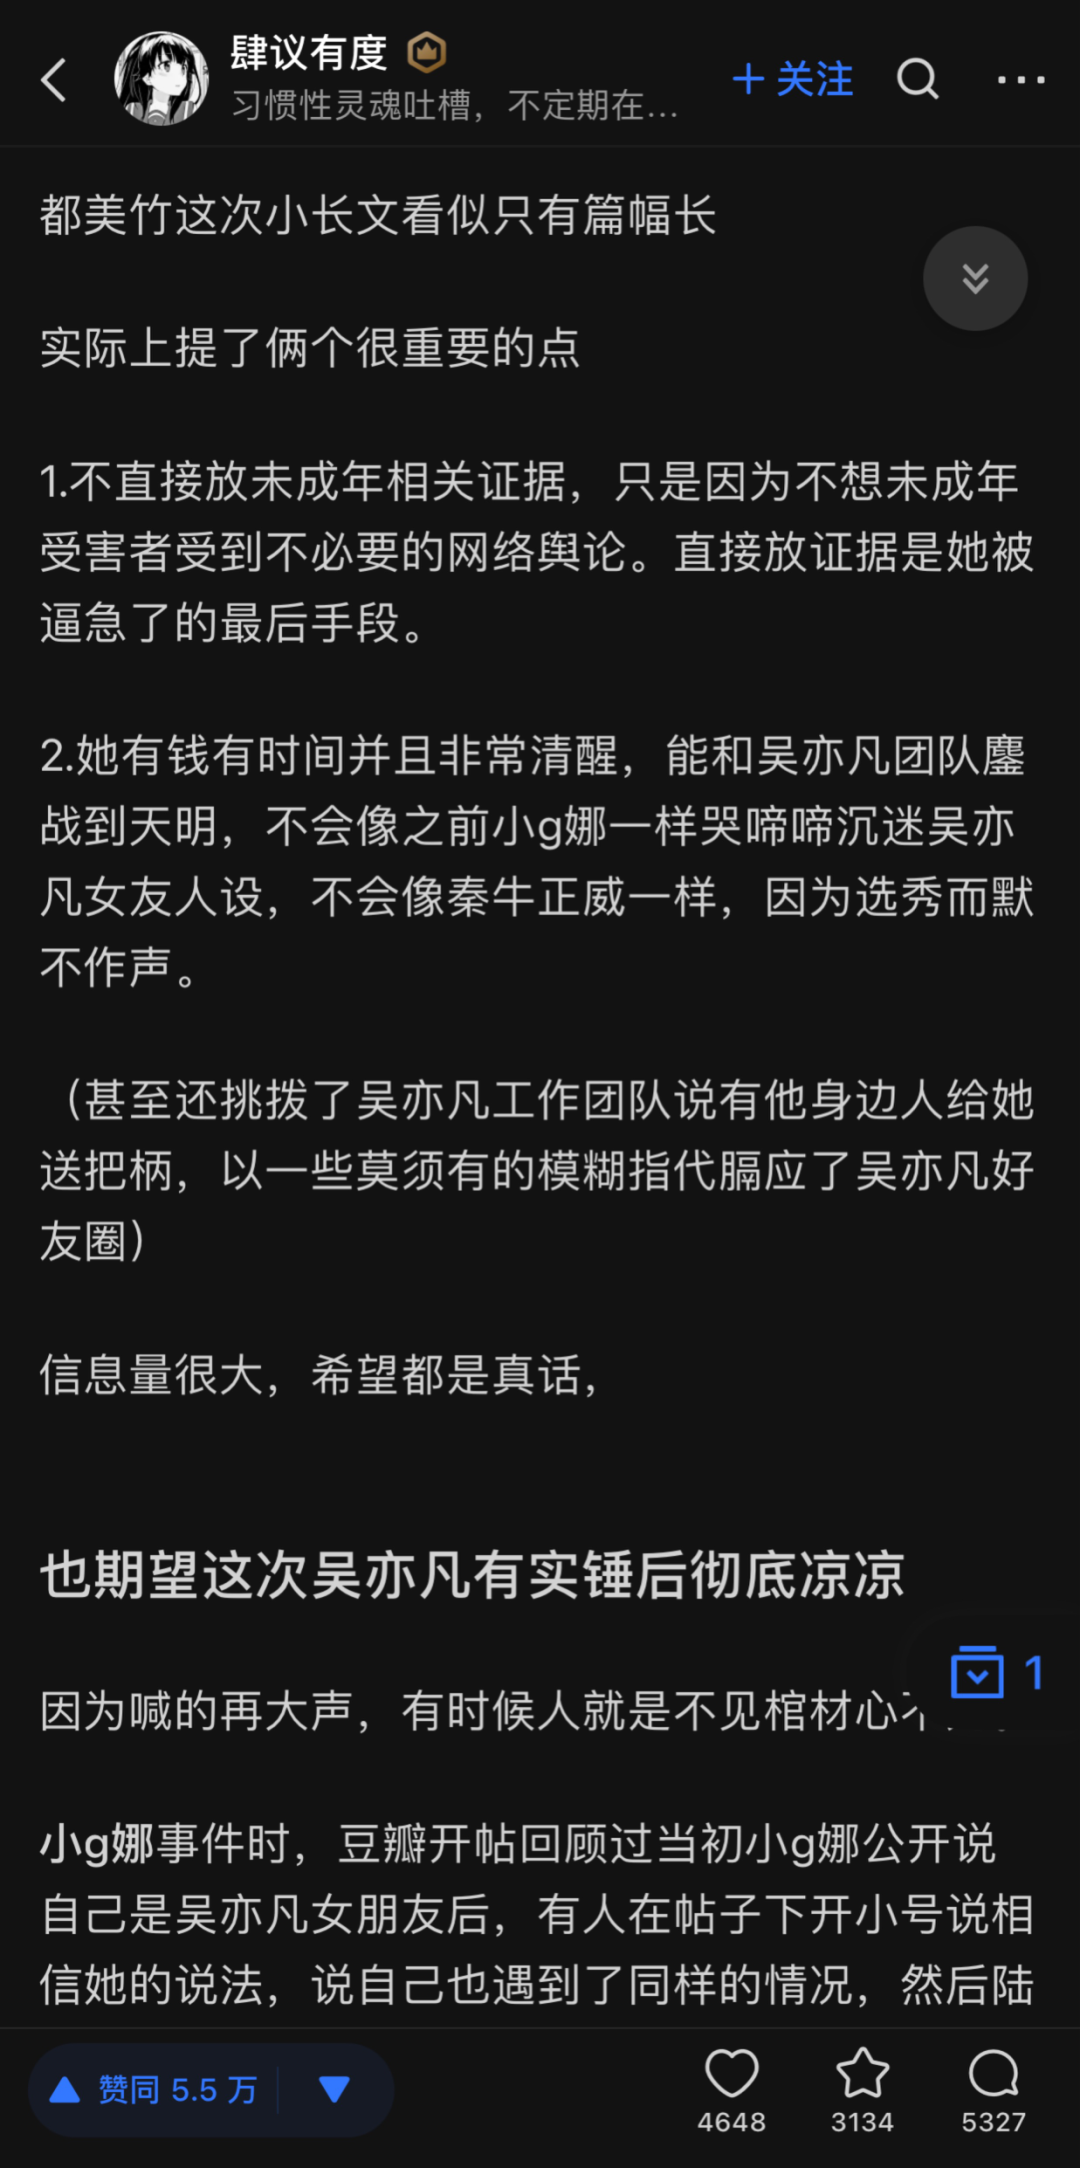 肆议有度
习惯性灵魂吐槽，不定期在...
+ 关注
都美竹这次小长文看似只有篇幅长
实际上提了俩个很重要的点
1.不直接放未成年相关证据，只是因为不想未成年
受害者受到不必要的网络舆论。直接放证据是她被
逼急了的最后手段。
2.她有钱有时间并且非常清醒，能和吴亦凡团队鏖
战到天明，不会像之前小g娜一样哭啼啼沉迷吴亦
凡女友人设，不会像秦牛正威一样，因为选秀而默
不作声。
（甚至还挑拨了吴亦凡工作团队说有他身边人给她
送把柄，以一些莫须有的模糊指代膈应了吴亦凡好
友圈）
信息量很大，希望都是真话，
也期望这次吴亦凡有实锤后彻底凉凉
1
因为喊的再大声，有时候人就是不见棺材心
小g娜事件时，豆瓣开帖回顾过当初小g娜公开说
自己是吴亦凡女朋友后，有人在帖子下开小号说相
信她的说法，说自己也遇到了同样的情况，然后陆
赞同 5.5 万
4648
3134
5327